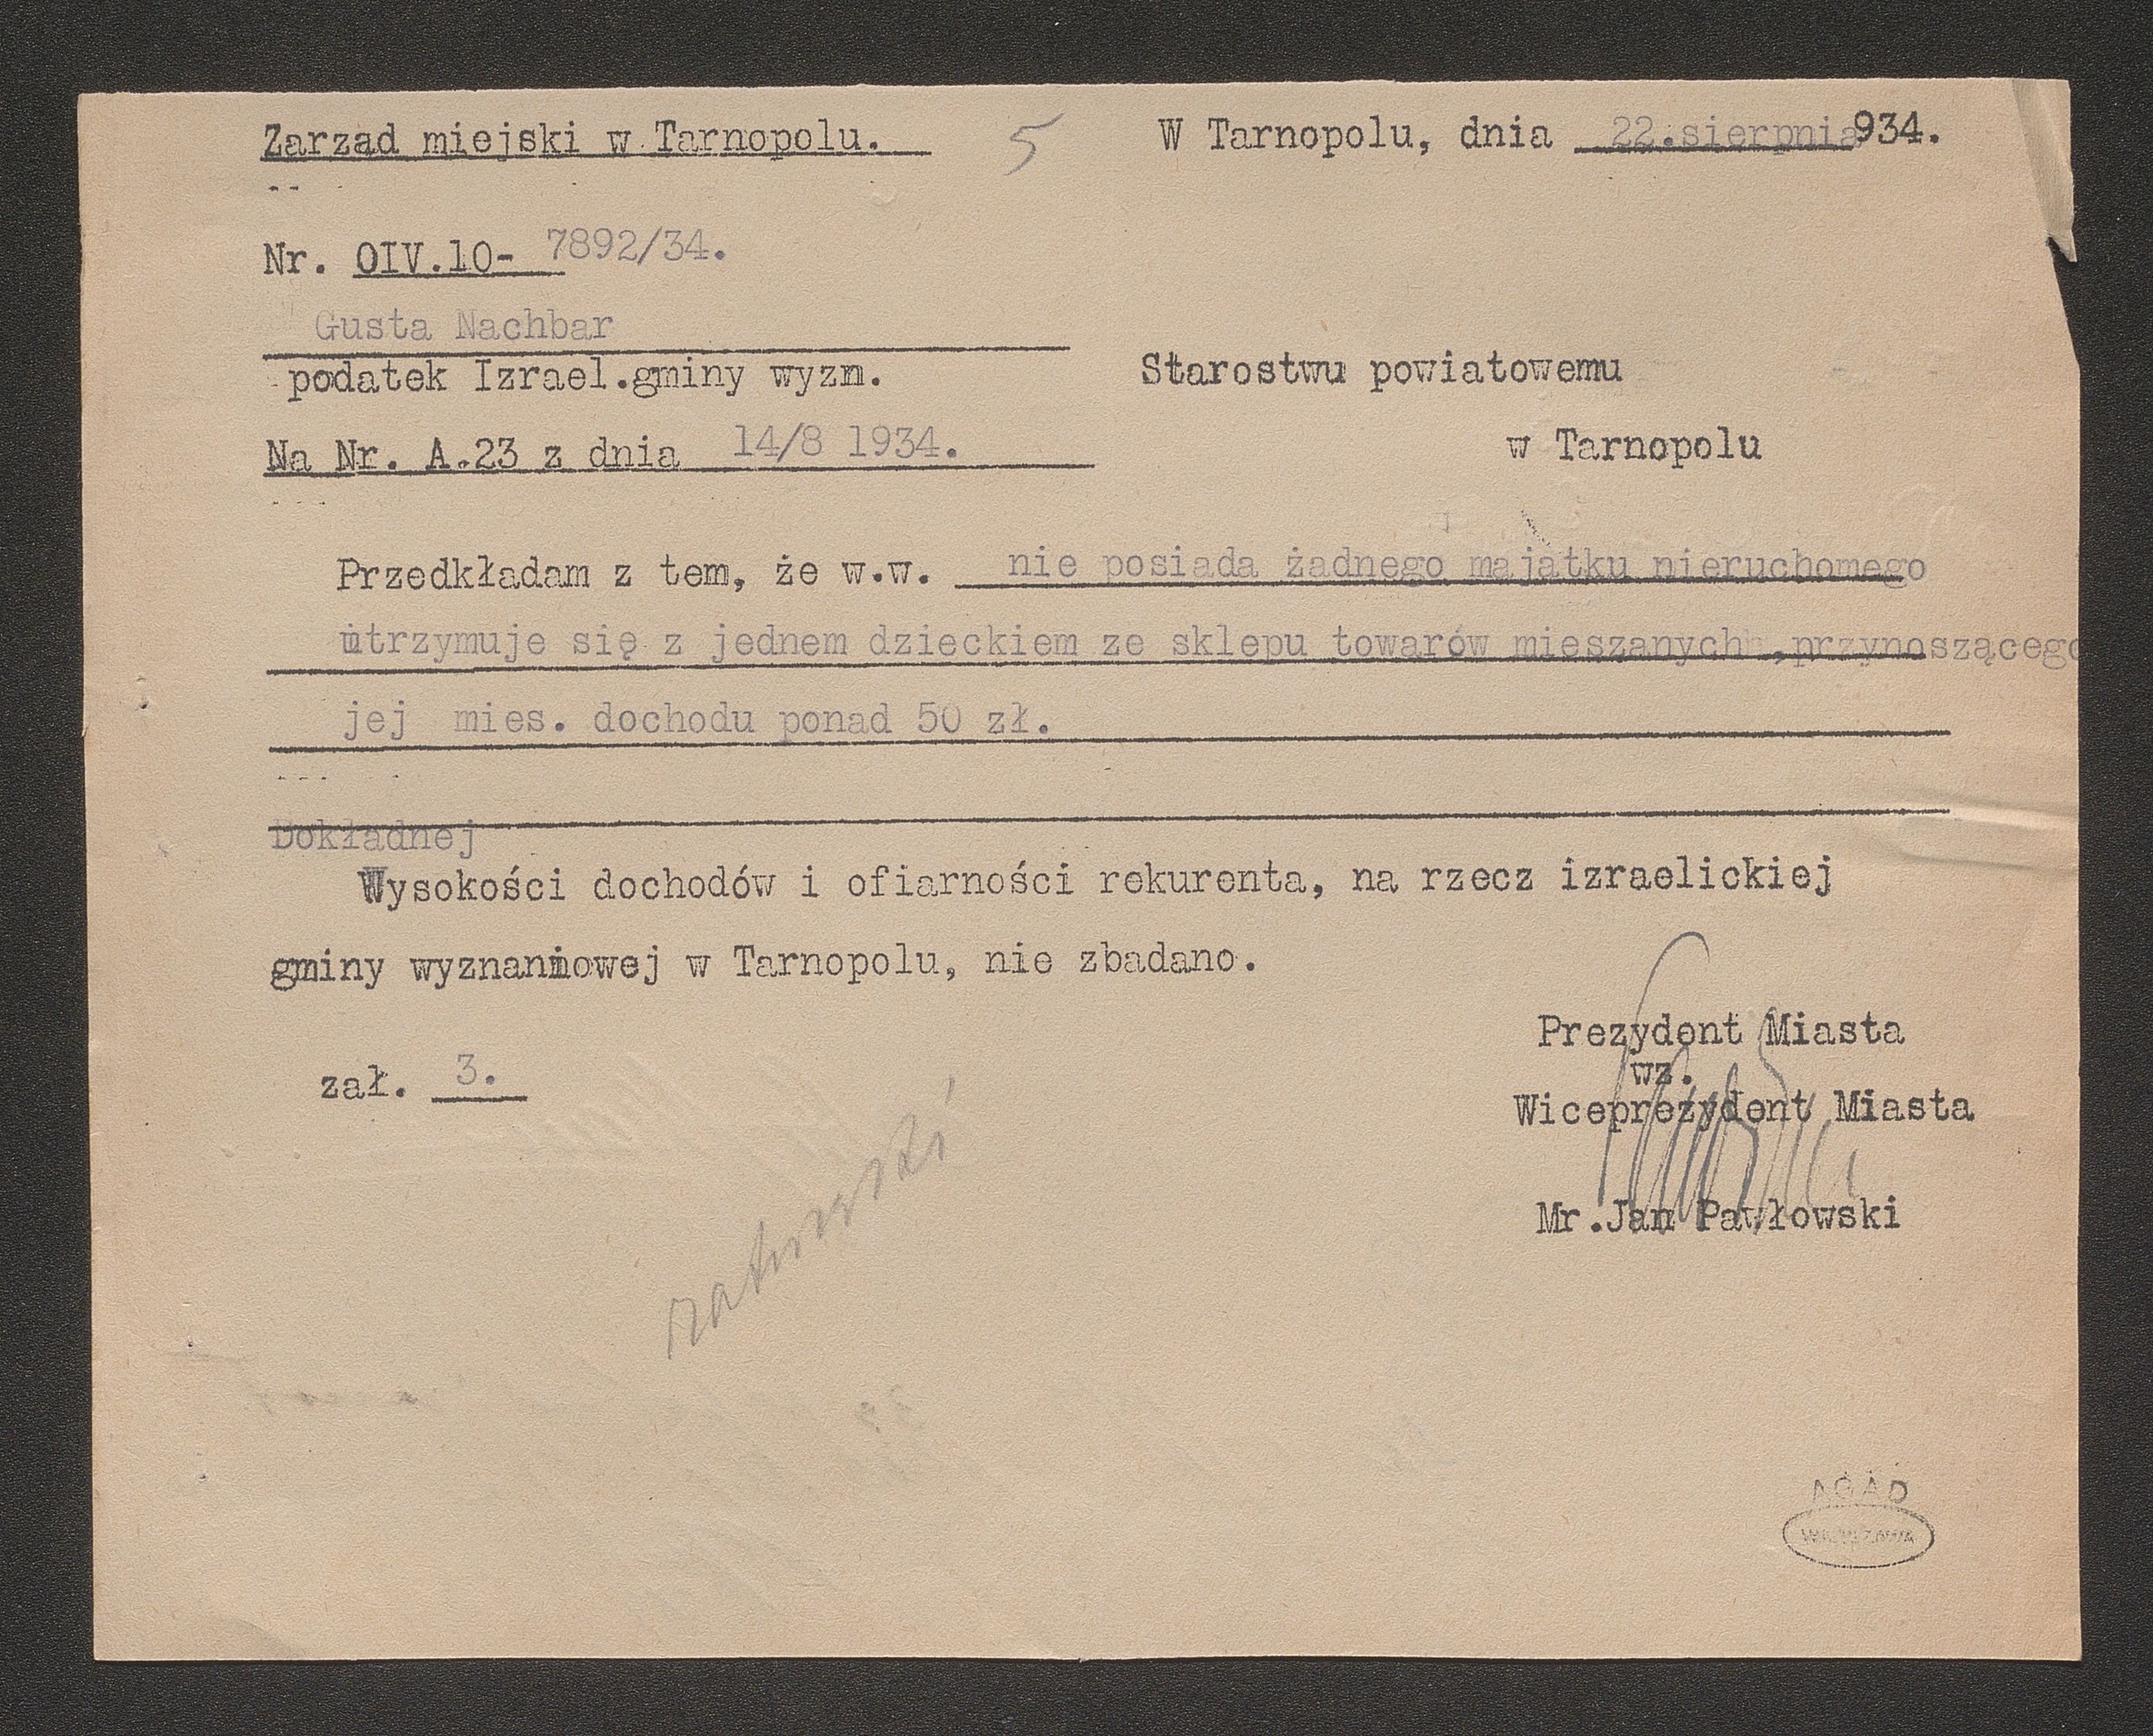 Zarzad miejski w Tarnopolu.
5
W Tarnopolu, dnia 22.sierpnia 934.
Nr. OIV.10- 7892/34.
Gusta Nachbar
podatek Izrael.gminy wyzn.
Starostwu powiatowemu
Na Nr. A.23 z dnia 14/8 1934.
w Tarnopolu
Przedkładam z tem, że w.w. nie posiada żadnego majątku nieruchomego
utrzymuje się z jednem dzieckiem ze sklepu towarów mieszanych ,przynoszącego
jej mies. dochodu ponad 50 zł.
Dokładnej
Wysokości dochodów i ofiarności rekurenta, na rzecz izraelickiej
gminy wyznaniowej w Tarnopolu, nie zbadano.
Prezydent Miasta
wz.
zał. 3.
Wiceprezydent Miasta
Mr.Jan Pawłowski
AGAD
WARSZAWA